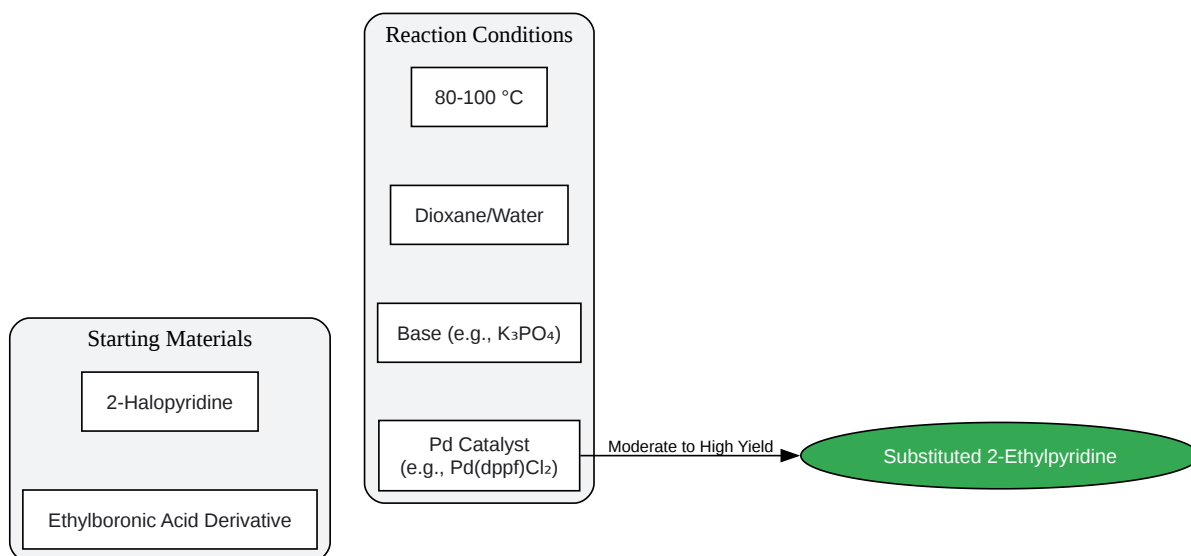 Reaction Conditions
80-100 °C
Dioxane/Water
Base (e.g., K₃PO₄)
Pd Catalyst
(e.g., Pd(dppf)Cl₂)
Starting Materials
2-Halopyridine
Ethylboronic Acid Derivative
Moderate to High Yield
Substituted 2-Ethylpyridine